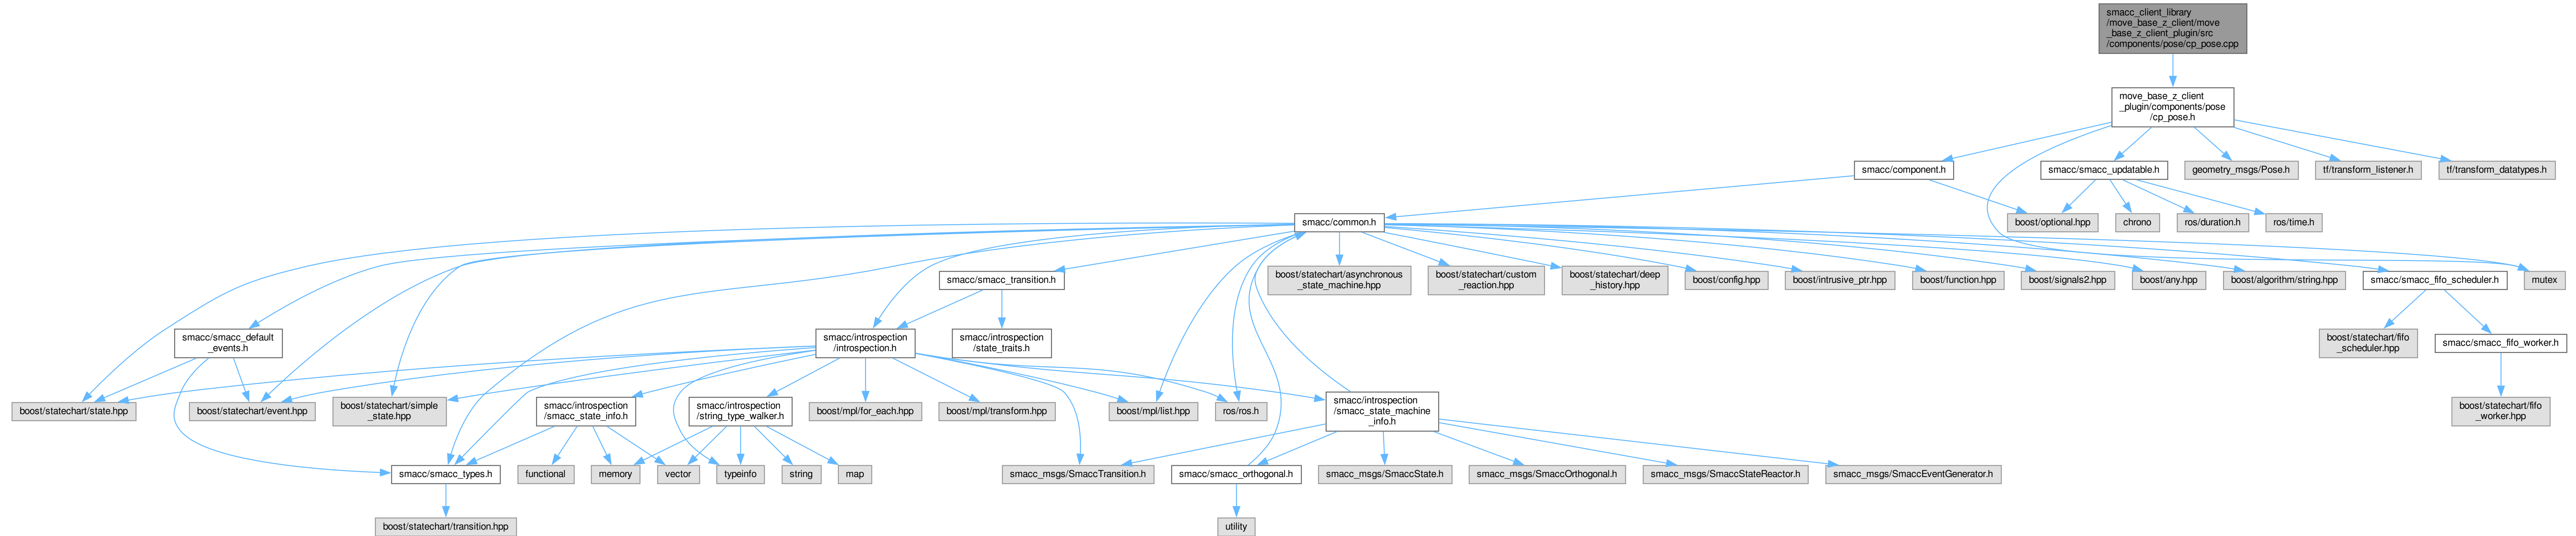 smacc_client_library
/move_base_z_client/move
_base_z_client_plugin/src
/components/pose/cp_pose.cpp
move_base_z_client
_plugin/components/pose
/cp_pose.h
smacc/component.h
smacc/smacc_updatable.h
geometry_msgs/Pose.h
tf/transform_listener.h
tf/transform_datatypes.h
smacc/common.h
boost/optional.hpp
chrono
ros/duration.h
ros/time.h
smacc/smacc_transition.h
boost/statechart/asynchronous
_state_machine.hpp
boost/statechart/custom
_reaction.hpp
boost/statechart/deep
_history.hpp
boost/config.hpp
boost/intrusive_ptr.hpp
boost/function.hpp
boost/signals2.hpp
boost/any.hpp
boost/algorithm/string.hpp
smacc/smacc_fifo_scheduler.h
mutex
smacc/smacc_default
_events.h
smacc/introspection
/introspection.h
smacc/introspection
/state_traits.h
boost/statechart/fifo
_scheduler.hpp
smacc/smacc_fifo_worker.h
boost/statechart/state.hpp
boost/statechart/event.hpp
boost/statechart/simple
_state.hpp
smacc/introspection
/smacc_state_info.h
smacc/introspection
/string_type_walker.h
boost/mpl/for_each.hpp
boost/mpl/transform.hpp
boost/mpl/list.hpp
ros/ros.h
smacc/introspection
/smacc_state_machine
_info.h
boost/statechart/fifo
_worker.hpp
smacc/smacc_types.h
functional
memory
vector
typeinfo
string
map
smacc_msgs/SmaccTransition.h
smacc/smacc_orthogonal.h
smacc_msgs/SmaccState.h
smacc_msgs/SmaccOrthogonal.h
smacc_msgs/SmaccStateReactor.h
smacc_msgs/SmaccEventGenerator.h
boost/statechart/transition.hpp
utility